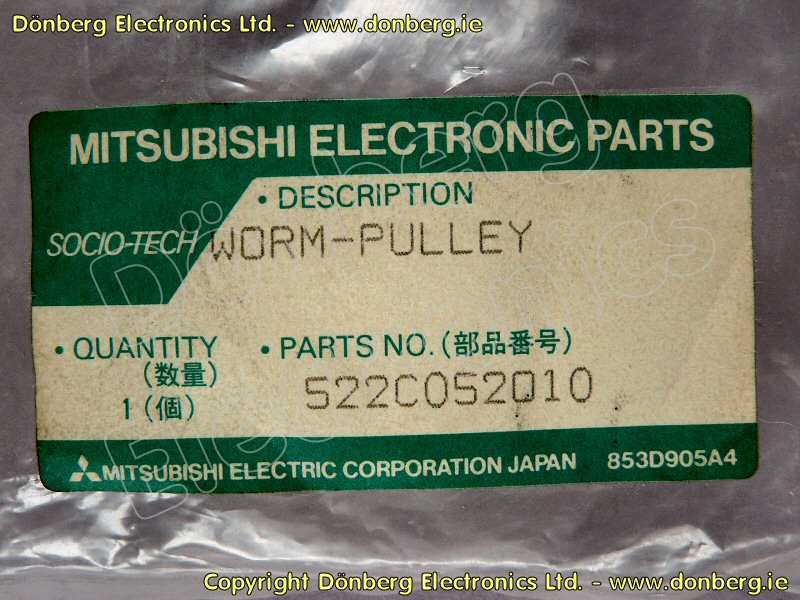 Dönberg Electronics Ltd. - www.donberg.ie
MITSUBISHI ELECTRONIC PARTS
• DESCRIPTION
SOCIO-TECH WORM-PULLEY
• QUANTITY • PARTS NO. (部品番号)
(数量)
1 (個) 522C052010
MITSUBISHI ELECTRIC CORPORATION JAPAN 853D905A4
Dönberg
Electronics
Copyright Dönberg Electronics Ltd. - www.donberg.ie